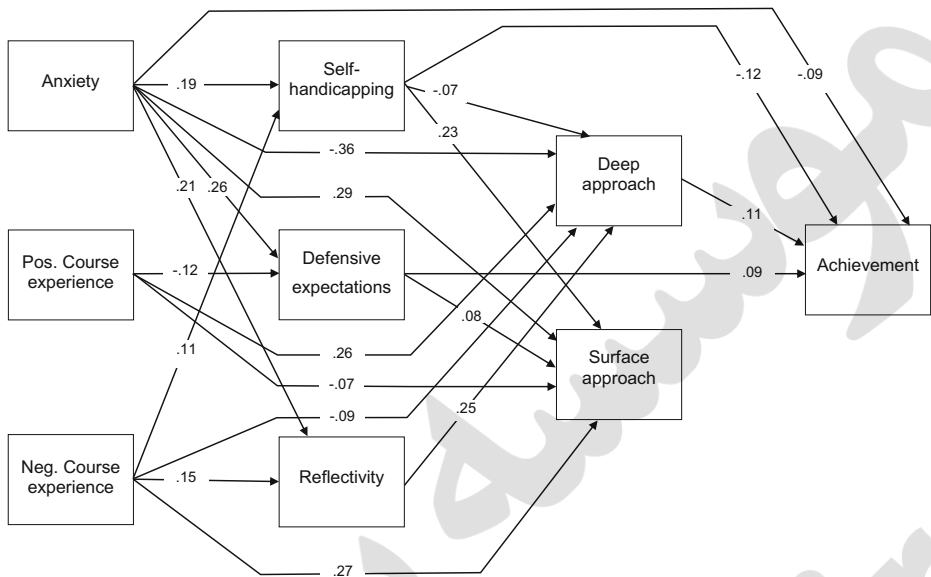 Anxiety
Self-
handicapping
.19
-.07
-.12
-.09
.23
-.36
Deep
approach
.21
.26
.29
.11
Pos. Course
experience
-.12
Defensive
expectations
.09
Achievement
.08
.11
.26
Surface
approach
-.07
-.09
.25
Neg. Course
experience
.15
Reflectivity
.27